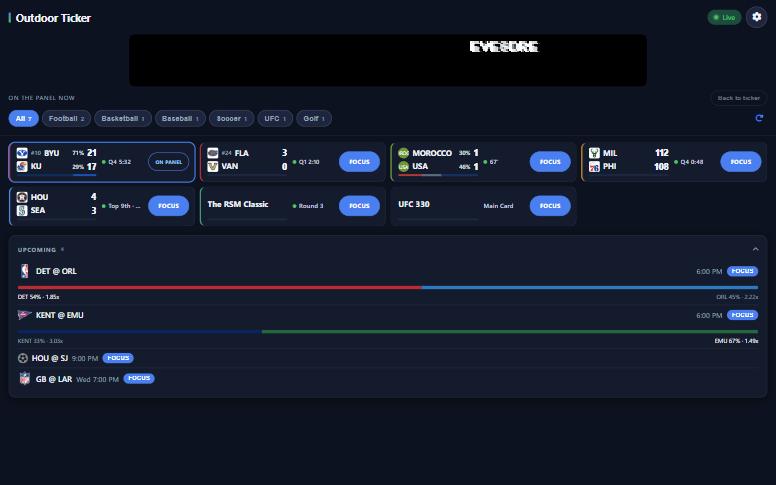 Outdoor Ticker
Live
EYESORE
ON THE PANEL NOW
Back to ticker
All 7
Football 2
Basketball 1
Baseball 1
Soccer 1
UFC 1
Golf 1
#10 BYU 71% 21
KU 29% 17
Q4 5:32
ON PANEL
#24 FLA 3
VAN 0
Q1 2:10
FOCUS
MOROCCO 30% 1
USA 46% 1
67'
FOCUS
MIL 112
PHI 108
Q4 0:48
FOCUS
HOU 4
SEA 3
Top 9th - ...
FOCUS
The RSM Classic
Round 3
FOCUS
UFC 330
Main Card
FOCUS
UPCOMING 4
DET @ ORL 6:00 PM FOCUS
DET 54% · 1.85x ORL 45% · 2.22x
KENT @ EMU 6:00 PM FOCUS
KENT 33% · 3.03x EMU 67% · 1.49x
HOU @ SJ 9:00 PM FOCUS
GB @ LAR Wed 7:00 PM FOCUS